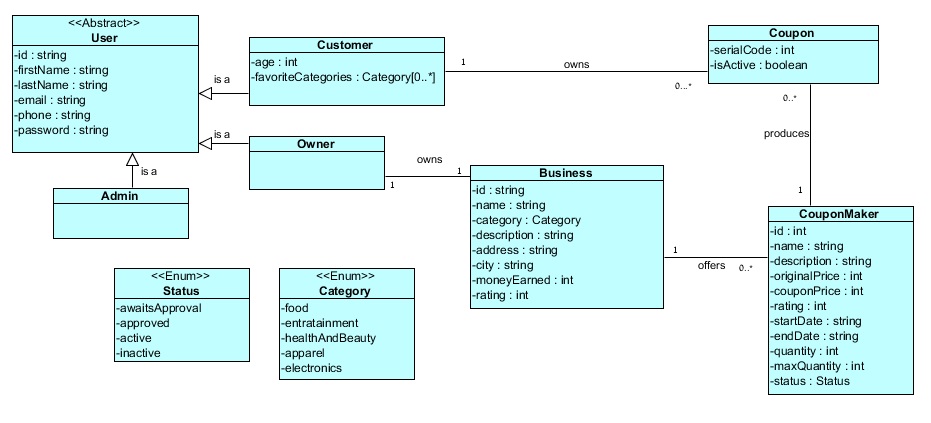 <<Abstract>>
User
-id : string
-firstName : stirng
-lastName : string
-email : string
-phone : string
-password : string
is a
Customer
-age : int
-favoriteCategories : Category[0..*]
1
owns
0...*
Coupon
-serialCode : int
-isActive : boolean
0..*
produces
1
is a
Owner
1
owns
1
is a
Admin
Business
-id : string
-name : string
-category : Category
-description : string
-address : string
-city : string
-moneyEarned : int
-rating : int
1
offers
0..*
CouponMaker
-id : int
-name : string
-description : string
-originalPrice : int
-couponPrice : int
-rating : int
-startDate : string
-endDate : string
-quantity : int
-maxQuantity : int
-status : Status
<<Enum>>
Status
-awaitsApproval
-approved
-active
-inactive
<<Enum>>
Category
-food
-entratainment
-healthAndBeauty
-apparel
-electronics